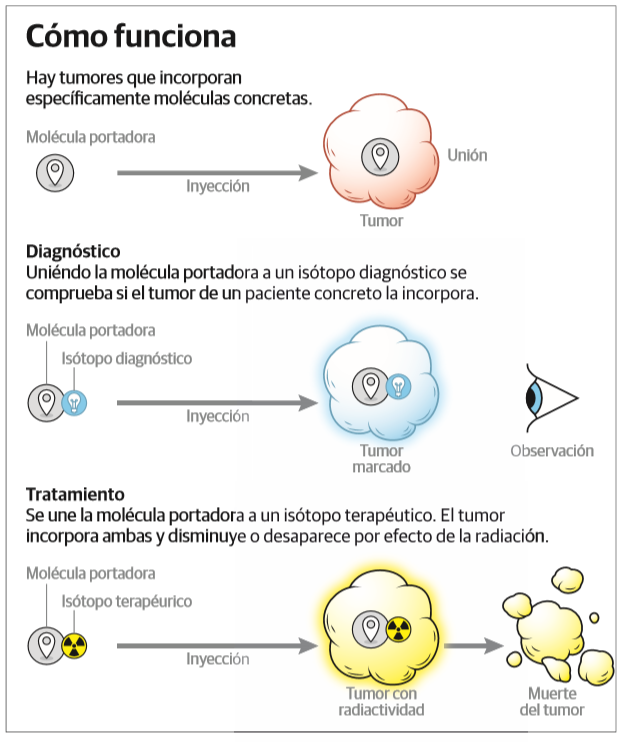 Cómo funciona
Hay tumores que incorporan
específicamente moléculas concretas.
Molécula portadora
Inyección
Unión
Tumor
Diagnóstico
Uniéndo la molécula portadora a un isótopo diagnóstico se
comprueba si el tumor de un paciente concreto la incorpora.
Molécula portadora
Isótopo diagnóstico
Inyección
Tumor
marcado
Observación
Tratamiento
Se une la molécula portadora a un isótopo terapéutico. El tumor
incorpora ambas y disminuye o desaparece por efecto de la radiación.
Molécula portadora
Isótopo terapéurico
Inyección
Tumor con
radiactividad
Muerte
del tumor